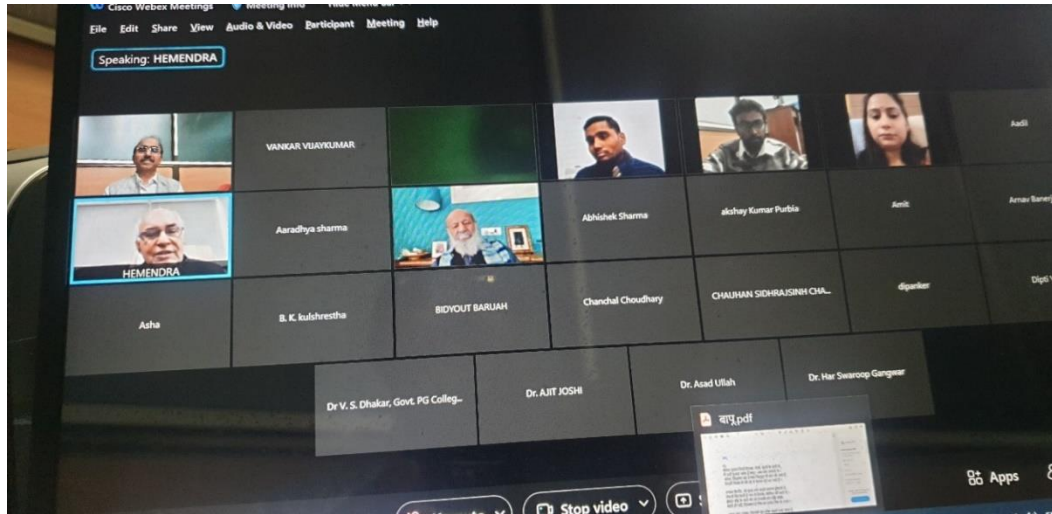 Cisco Webex Meetings Meeting Info
File Edit Share View Audio & Video Participant Meeting Help
Speaking: HEMENDRA
VANKAR VIJAYKUMAR
Aadil
HEMENDRA
Aaradhya sharma
Abhishek Sharma
akshay Kumar Purbia
Amit
Arnav Banerj
Asha
B. K. kulshrestha
BIDYOUT BARUAH
Chanchal Choudhary
CHAUHAN SIDHRAJSINH CHA...
dipanker
Dipti
Dr V. S. Dhakar, Govt. PG Colleg...
Dr. AJIT JOSHI
Dr. Asad Ullah
Dr. Har Swaroop Gangwar
बापू.pdf
Stop video
Apps